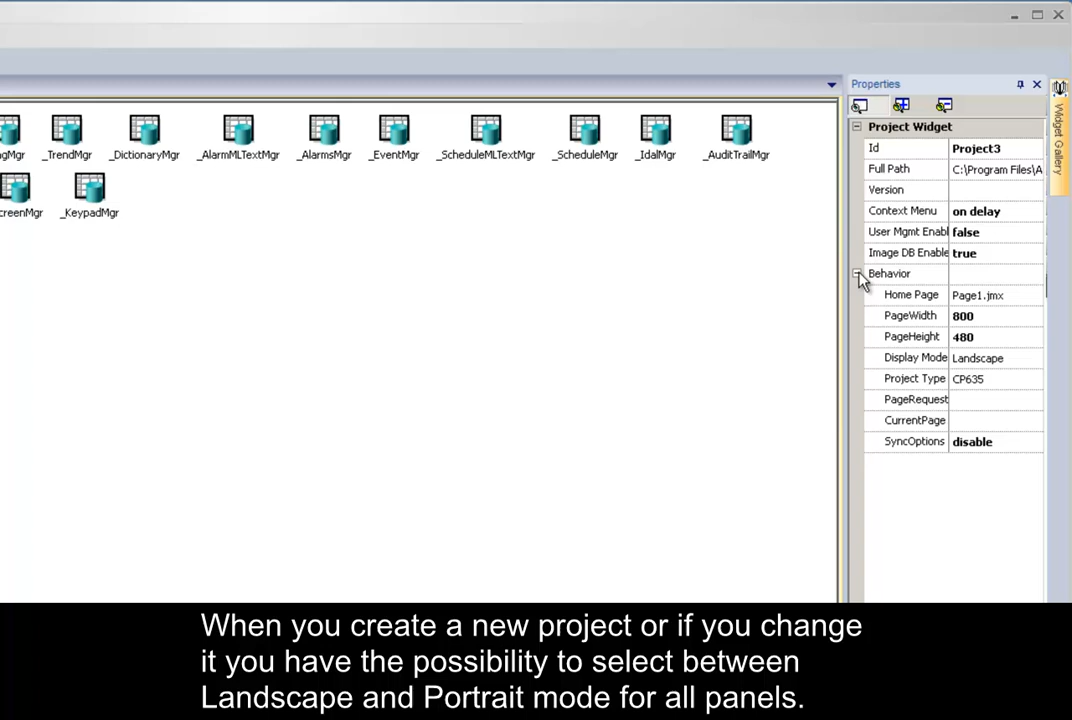 Properties
Widget Gallery
Project Widget
Id Project3
_TrendMgr _DictionaryMgr _AlarmMLTextMgr _AlarmsMgr _EventMgr _ScheduleMLTextMgr _ScheduleMgr _IdalMgr _AuditTrailMgr
Full Path C:\Program Files\A
Version
Context Menu on delay
_KeypadMgr
User Mgmt Enabl false
Image DB Enable true
Behavior
Home Page Page1.jmx
PageWidth 800
PageHeight 480
Display Mode Landscape
Project Type CP635
PageRequest
CurrentPage
SyncOptions disable
When you create a new project or if you change
it you have the possibility to select between
Landscape and Portrait mode for all panels.